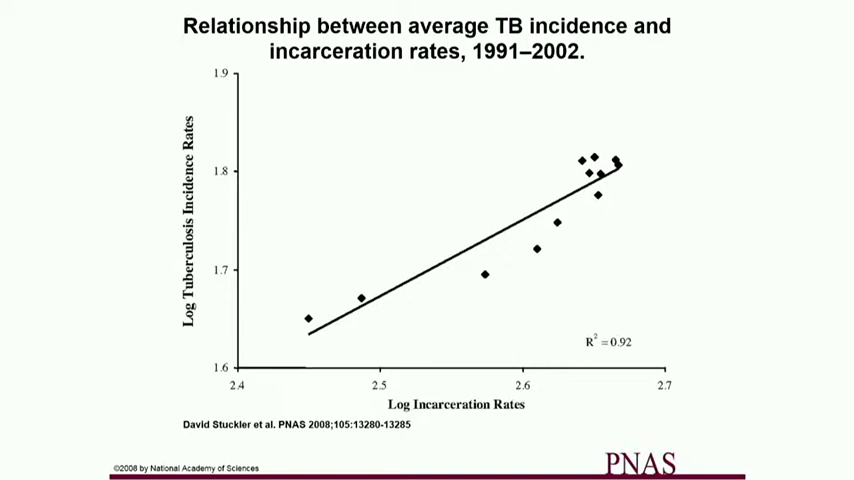 Relationship between average TB incidence and
incarceration rates, 1991–2002.
1.9
1.8
1.7
1.6
Log Tuberculosis Incidence Rates
R² = 0.92
2.4 2.5 2.6 2.7
Log Incarceration Rates
David Stuckler et al. PNAS 2008;105:13280-13285
©2008 by National Academy of Sciences
PNAS